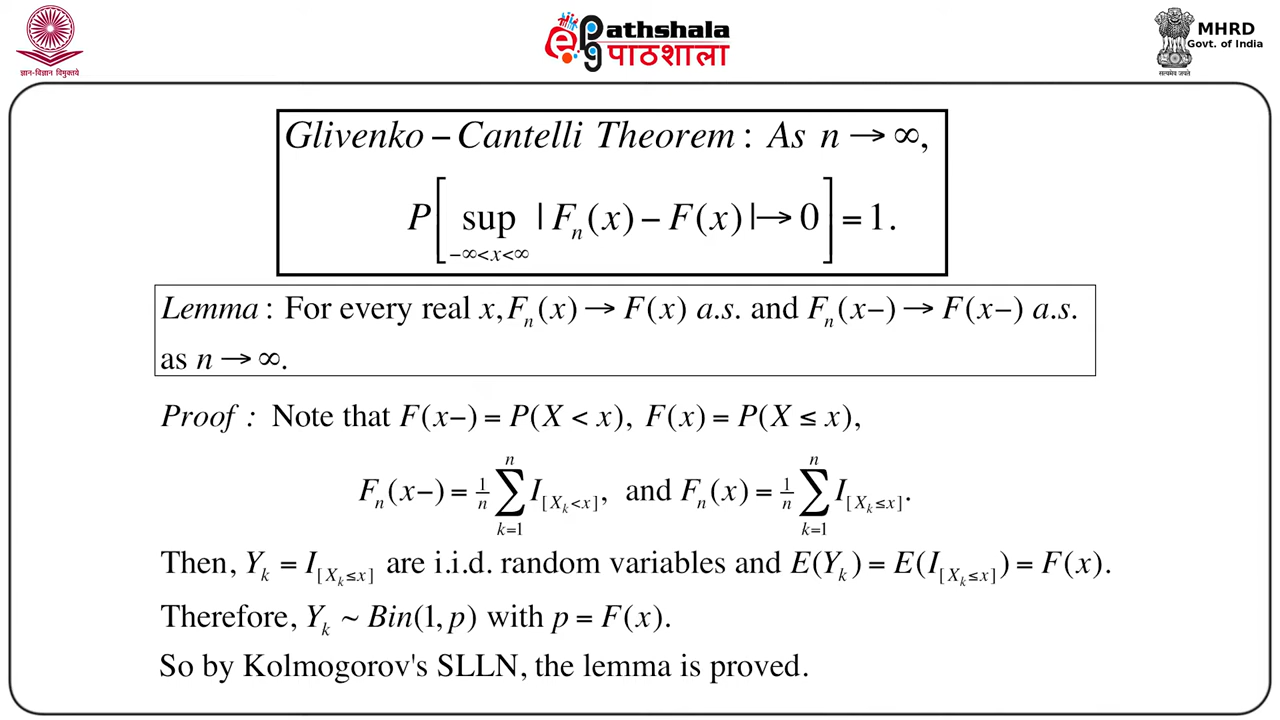 ज्ञान-विज्ञान विमुक्तये
epg Pathshala
पाठशाला
MHRD
Govt. of India
सत्यमेव जयते
Glivenko – Cantelli Theorem : As n → ∞,
P[ sup_{−∞<x<∞} | F_n(x) − F(x) | → 0 ] = 1.
Lemma : For every real x, F_n(x) → F(x) a.s. and F_n(x−) → F(x−) a.s.
as n → ∞.
Proof : Note that F(x−) = P(X < x), F(x) = P(X ≤ x),
F_n(x−) = 1/n ∑_{k=1}^{n} I_{[X_k<x]}, and F_n(x) = 1/n ∑_{k=1}^{n} I_{[X_k≤x]}.
Then, Y_k = I_{[X_k≤x]} are i.i.d. random variables and E(Y_k) = E(I_{[X_k≤x]}) = F(x).
Therefore, Y_k ~ Bin(1, p) with p = F(x).
So by Kolmogorov's SLLN, the lemma is proved.